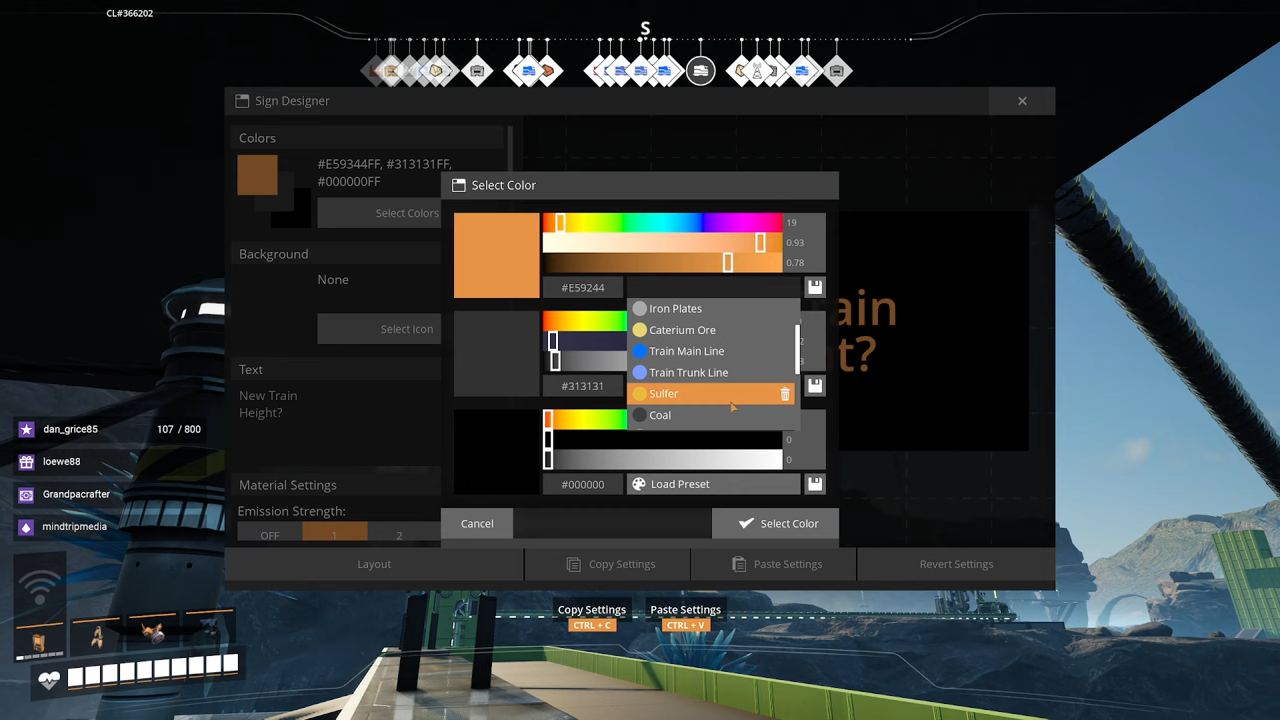 CL#366202
S
Sign Designer
Colors
#E59344FF, #313131FF,
#000000FF
Select Colors
Background
None
Select Icon
Text
New Train
Height?
Material Settings
Emission Strength:
OFF
1
2
Select Color
19
0.93
0.78
#E59244
Iron Plates
Caterium Ore
Train Main Line
Train Trunk Line
Sulfer
Coal
#313131
0
0
#000000
Load Preset
Cancel
Select Color
ain
t?
Layout
Copy Settings
Paste Settings
Revert Settings
Copy Settings
CTRL + C
Paste Settings
CTRL + V
dan_grice85
107 / 800
loewe88
Grandpacrafter
mindtripmedia